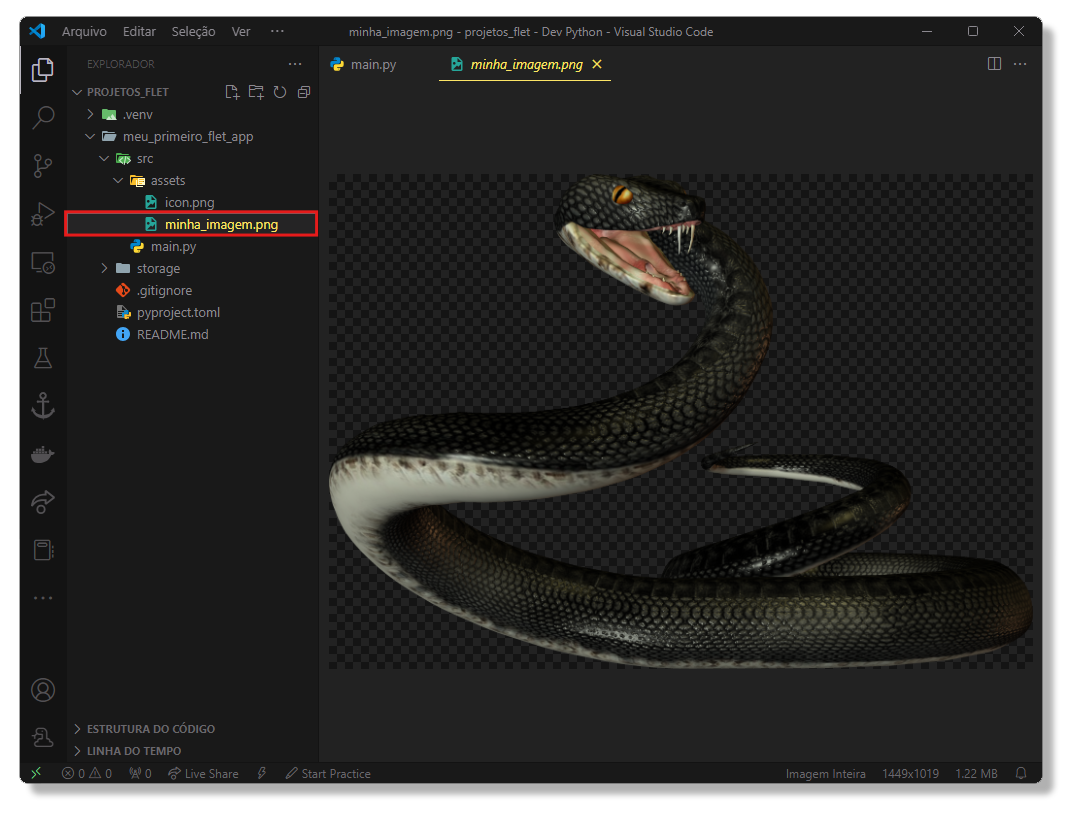 Arquivo Editar Seleção Ver ··· minha_imagem.png - projetos_flet - Dev Python - Visual Studio Code
EXPLORADOR ···
main.py minha_imagem.png
PROJETOS_FLET
.venv
meu_primeiro_flet_app
src
assets
icon.png
minha_imagem.png
main.py
storage
.gitignore
pyproject.toml
README.md
ESTRUTURA DO CÓDIGO
LINHA DO TEMPO
0 0 0 Live Share Start Practice Imagem Inteira 1449x1019 1.22 MB